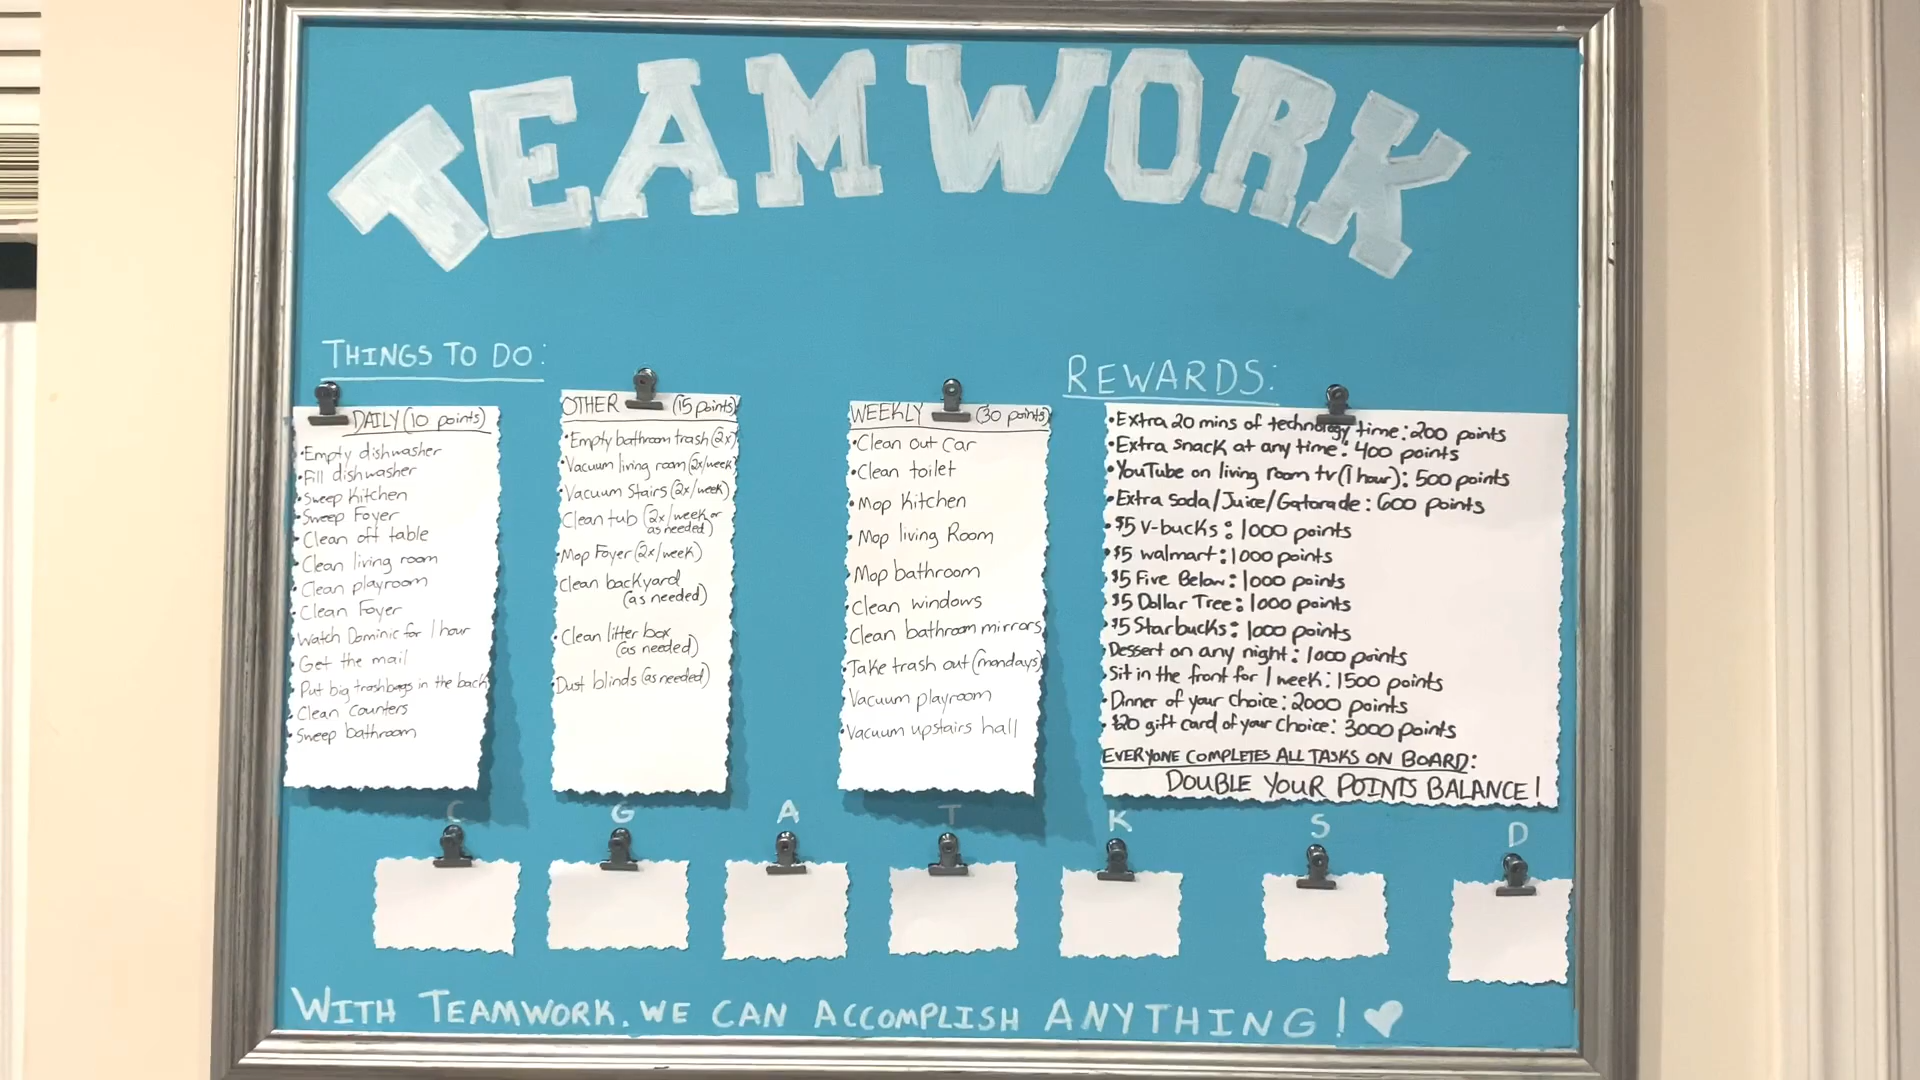 TEAMWORK
THINGS TO DO:
DAILY (10 points)
•Empty dishwasher
•Fill dishwasher
•Sweep Kitchen
•Sweep Foyer
•Clean off table
•Clean living room
•Clean playroom
•Clean Foyer
•Watch Dominic for 1 hour
•Get the mail
•Put big trashbags in the back
•Clean Counters
•Sweep bathroom
OTHER (15 points)
•Empty bathroom trash (2x)
•Vacuum living room (2x/week)
•Vacuum Stairs (2x/week)
Clean tub (2x/week or
as needed)
•Mop Foyer (2x/week)
Clean backyard
(as needed)
•Clean litter box
(as needed)
•Dust blinds (as needed)
WEEKLY (30 points)
•Clean out car
•Clean toilet
•Mop Kitchen
•Mop living Room
•Mop bathroom
•Clean windows
Clean bathroom mirrors
•Take trash out (mondays)
Vacuum playroom
•Vacuum upstairs hall
REWARDS:
•Extra 20 mins of technology time: 200 points
•Extra snack at any time: 400 points
•YouTube on living room tv (1 hour): 500 points
•Extra soda/Juice/Gatorade: 600 points
•$5 V-bucks: 1000 points
•$5 walmart: 1000 points
•$5 Five Below: 1000 points
•$5 Dollar Tree: 1000 points
•$5 Starbucks: 1000 points
•Dessert on any night: 1000 points
•Sit in the front for 1 week: 1500 points
•Dinner of your choice: 2000 points
•$20 gift card of your choice: 3000 points
EVERYONE COMPLETES ALL TASKS ON BOARD:
DOUBLE YOUR POINTS BALANCE!
C G A T K S D
WITH TEAMWORK. WE CAN ACCOMPLISH ANYTHING! ♥